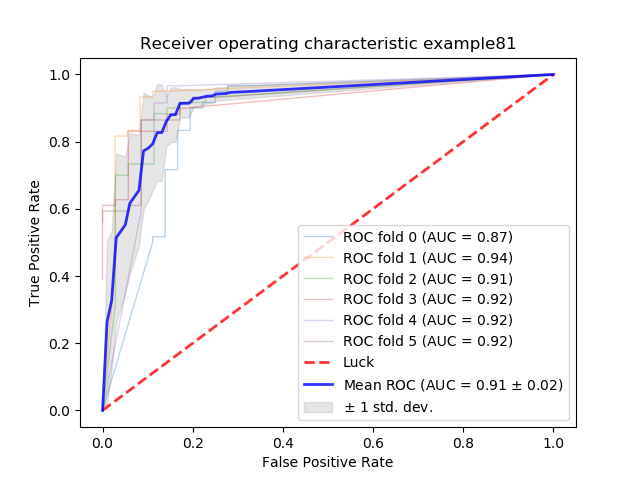 Receiver operating characteristic example81
1.0
0.8
0.6
0.4
0.2
0.0
True Positive Rate
ROC fold 0 (AUC = 0.87)
ROC fold 1 (AUC = 0.94)
ROC fold 2 (AUC = 0.91)
ROC fold 3 (AUC = 0.92)
ROC fold 4 (AUC = 0.92)
ROC fold 5 (AUC = 0.92)
Luck
Mean ROC (AUC = 0.91 ± 0.02)
± 1 std. dev.
0.0 0.2 0.4 0.6 0.8 1.0
False Positive Rate